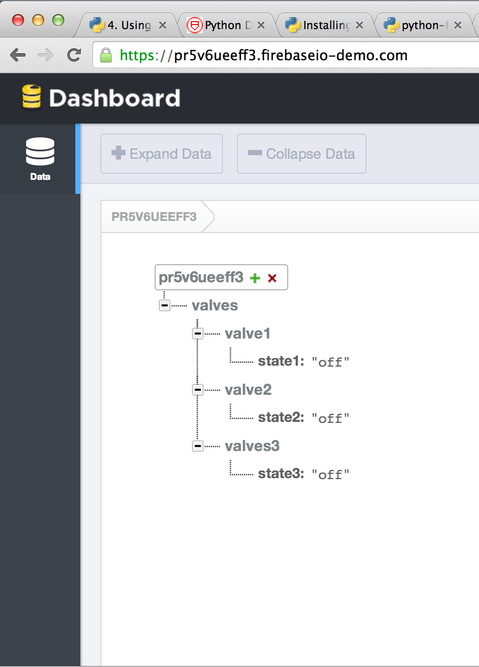 4. Using
Python D
Installing
python-
https://pr5v6ueeff3.firebaseio-demo.com
Dashboard
Data
Expand Data
Collapse Data
PR5V6UEEFF3
pr5v6ueeff3
valves
valve1
state1: "off"
valve2
state2: "off"
valves3
state3: "off"